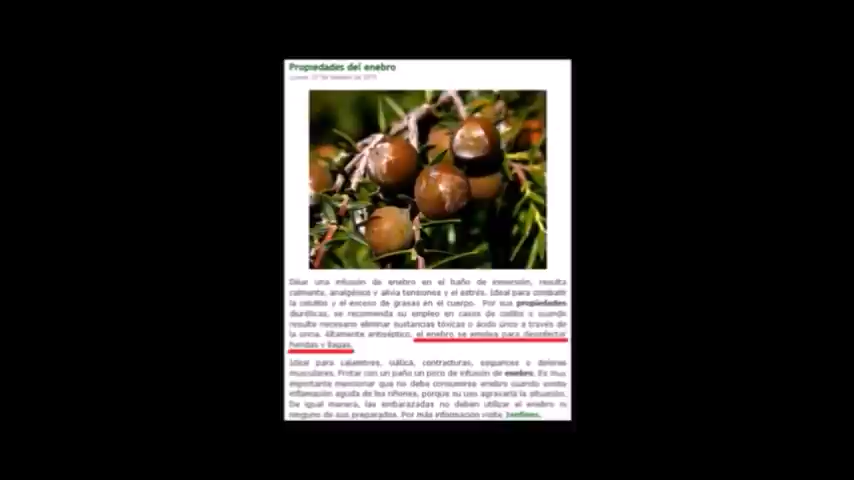 Propiedades del enebro
Diluir una infusión de enebro en el baño de inmersión, resulta
calmante, analgésico y alivia tensiones y el estrés. Ideal para combatir
la celulitis y el exceso de grasas en el cuerpo. Por sus propiedades
diuréticas, se recomienda su empleo en casos de cistitis o cuando
resulte necesario eliminar sustancias tóxicas o ácido úrico a través de
la orina. Altamente antiséptico, el enebro se emplea para desinfectar
heridas y llagas.
Ideal para calambres, ciática, contracturas, esguinces o dolores
musculares. Frotar con un paño un poco de infusión de enebro. Es muy
importante mencionar que no debe consumirse enebro cuando exista
inflamación aguda de los riñones, porque su uso agravaría la situación.
De igual manera, las embarazadas no deben utilizar el enebro ni
ninguno de sus preparados. Por más información visita